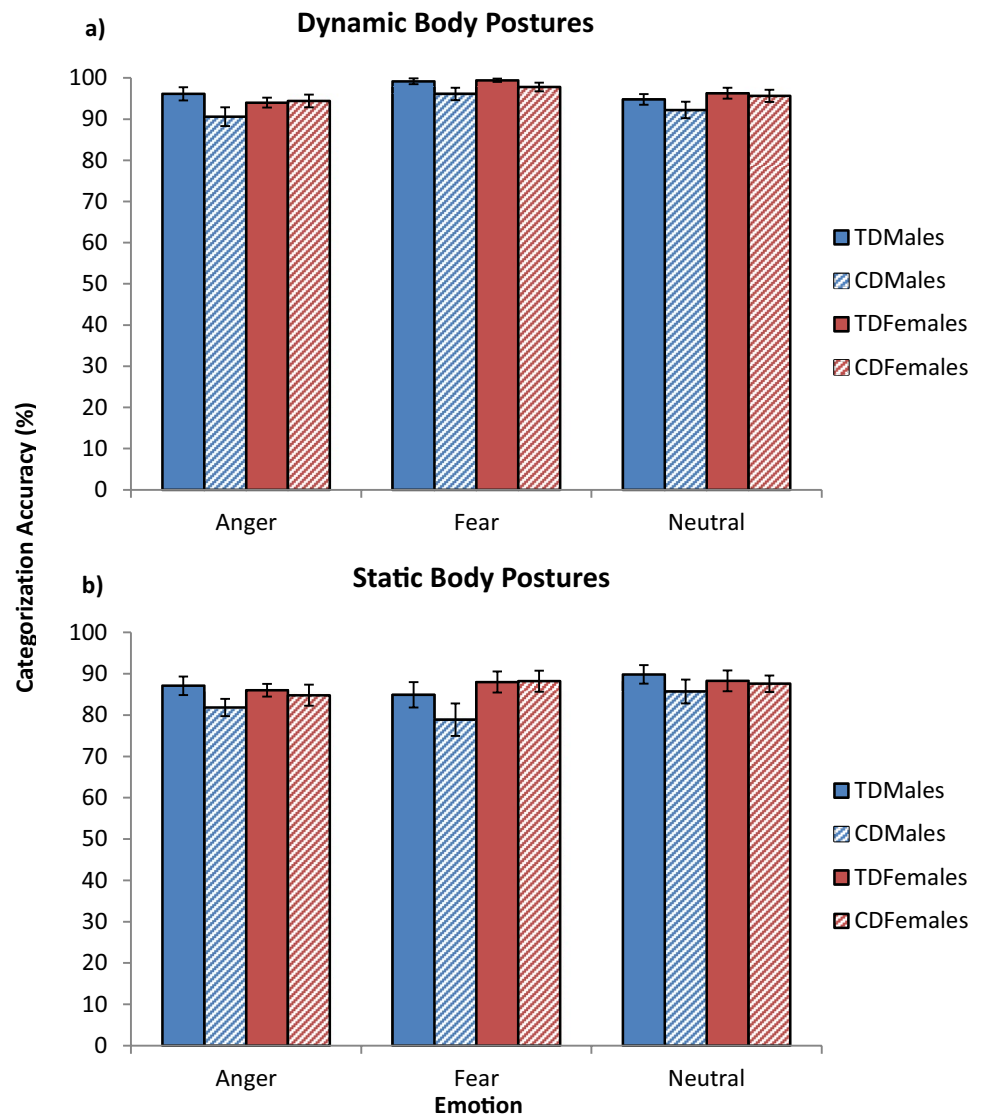 a) Dynamic Body Postures
100
90
80
70
60
50
40
30
20
10
0
Anger Fear Neutral
TDMales
CDMales
TDFemales
CDFemales
Categorization Accuracy (%)
b) Static Body Postures
100
90
80
70
60
50
40
30
20
10
0
Anger Fear Neutral
Emotion
TDMales
CDMales
TDFemales
CDFemales